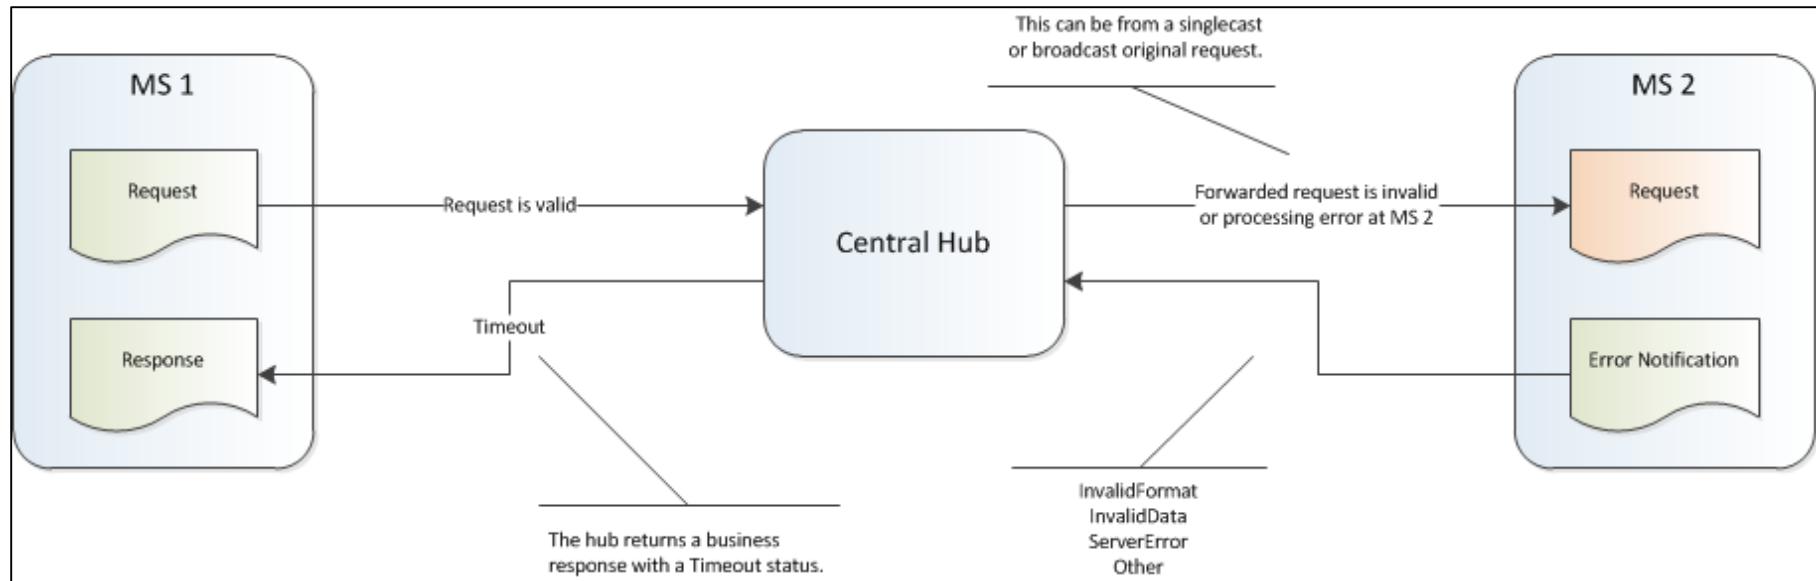 This can be from a singlecast
or broadcast original request.
MS 1
MS 2
Request
Request is valid
Central Hub
Forwarded request is invalid
or processing error at MS 2
Request
Timeout
Response
Error Notification
The hub returns a business
response with a Timeout status.
InvalidFormat
InvalidData
ServerError
Other